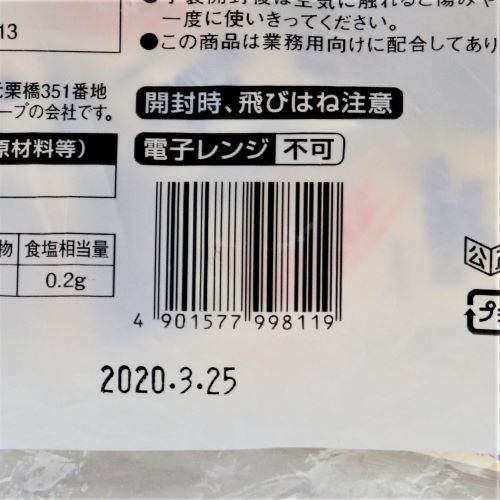 13
一度に使いきってください。
●この商品は業務用向けに配合してあり
栗橋351番地
ープの会社です。
開封時、飛びはね注意
原材料等）
電子レンジ 不可
物 食塩相当量
0.2g
4 901577 998119
公
プ
2020.3.25